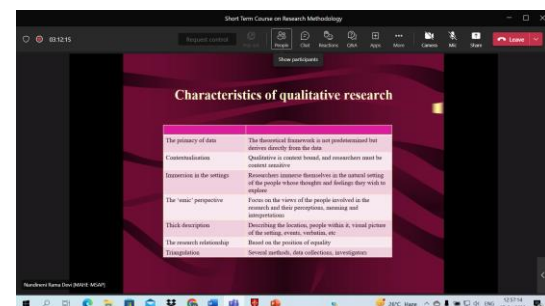 Short Term Course on Research Methodology
03:12:15
Request control
People
Chat
Reactions
Q&A
Apps
More
Camera
Mic
Share
Leave
Show participants
Characteristics of qualitative research
The primacy of data
The theoretical framework is not predetermined but
derives directly from the data
Contextualization
Qualitative is context bound, and researchers must be
context sensitive
Immersion in the settings
Researchers immerse themselves in the natural setting
of the people whose thoughts and feelings they wish to
explore
The 'emic' perspective
Focus on the views of the people involved in the
research and their perceptions, meaning and
interpretations
Thick description
Describing the location, people within it, visual picture
of the setting, events, verbatim, etc
The research relationship
Based on the position of equality
Triangulation
Several methods, data collections, investigators
Nandineni Rama Devi [MAHE-MSAP]
28°C Haze
ENG
12:57:14